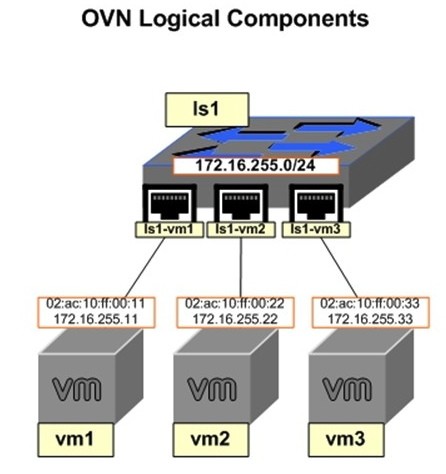 OVN Logical Components
ls1
172.16.255.0/24
ls1-vm1
ls1-vm2
ls1-vm3
02:ac:10:ff:00:11
172.16.255.11
02:ac:10:ff:00:22
172.16.255.22
02:ac:10:ff:00:33
172.16.255.33
vm
vm
vm
vm1
vm2
vm3